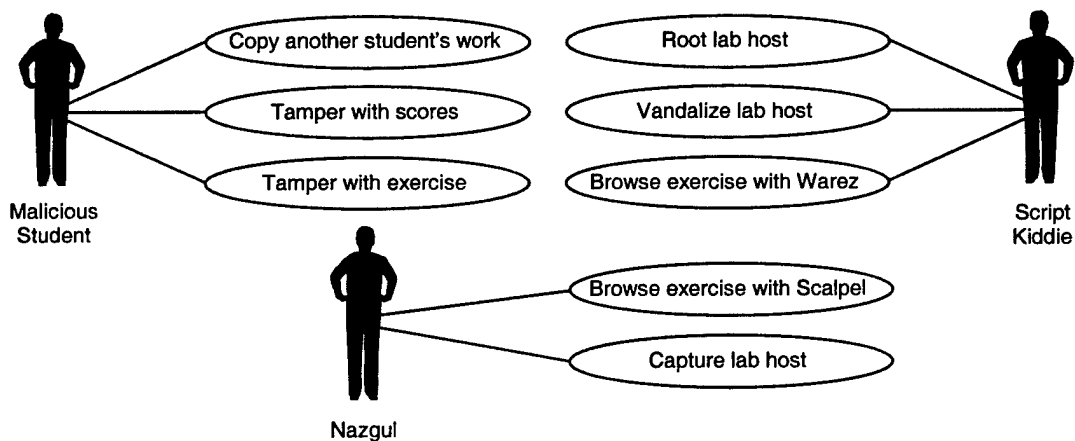 Copy another student's work
Tamper with scores
Tamper with exercise
Malicious
Student
Root lab host
Vandalize lab host
Browse exercise with Warez
Script
Kiddie
Browse exercise with Scalpel
Capture lab host
Nazgul